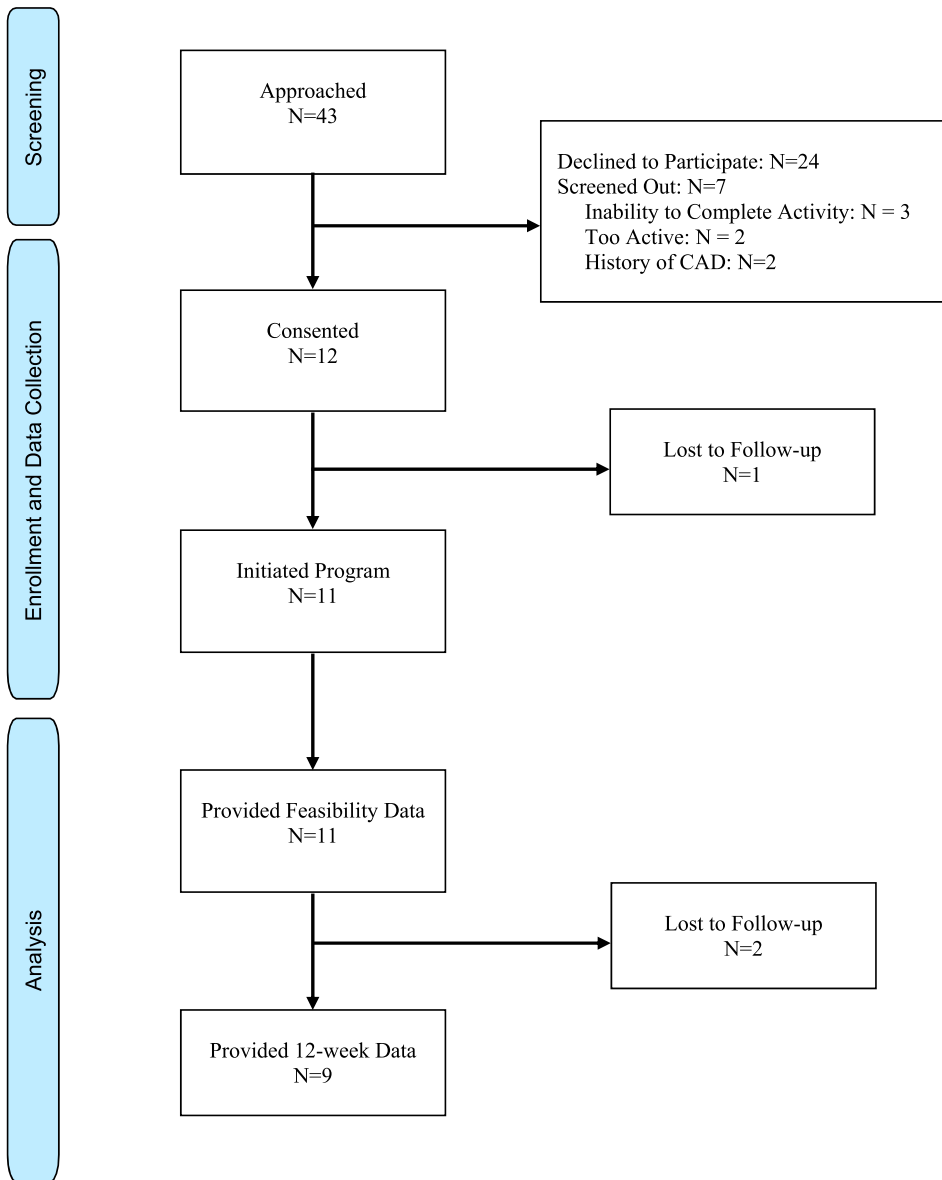 Screening
Approached
N=43
Declined to Participate: N=24
Screened Out: N=7
Inability to Complete Activity: N = 3
Too Active: N = 2
History of CAD: N=2
Enrollment and Data Collection
Consented
N=12
Lost to Follow-up
N=1
Initiated Program
N=11
Analysis
Provided Feasibility Data
N=11
Lost to Follow-up
N=2
Provided 12-week Data
N=9